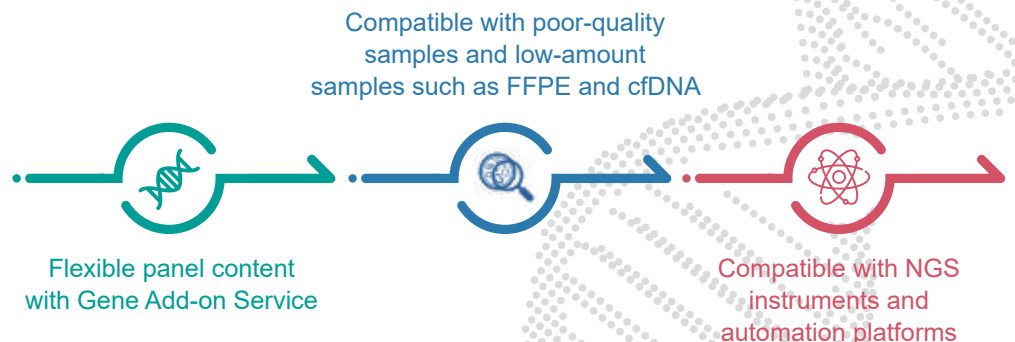 Compatible with poor-quality
samples and low-amount
samples such as FFPE and cfDNA
Flexible panel content
with Gene Add-on Service
Compatible with NGS
instruments and
automation platforms